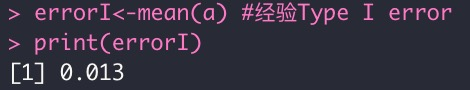 > errorI<-mean(a) #经验Type I error
> print(errorI)
[1] 0.013